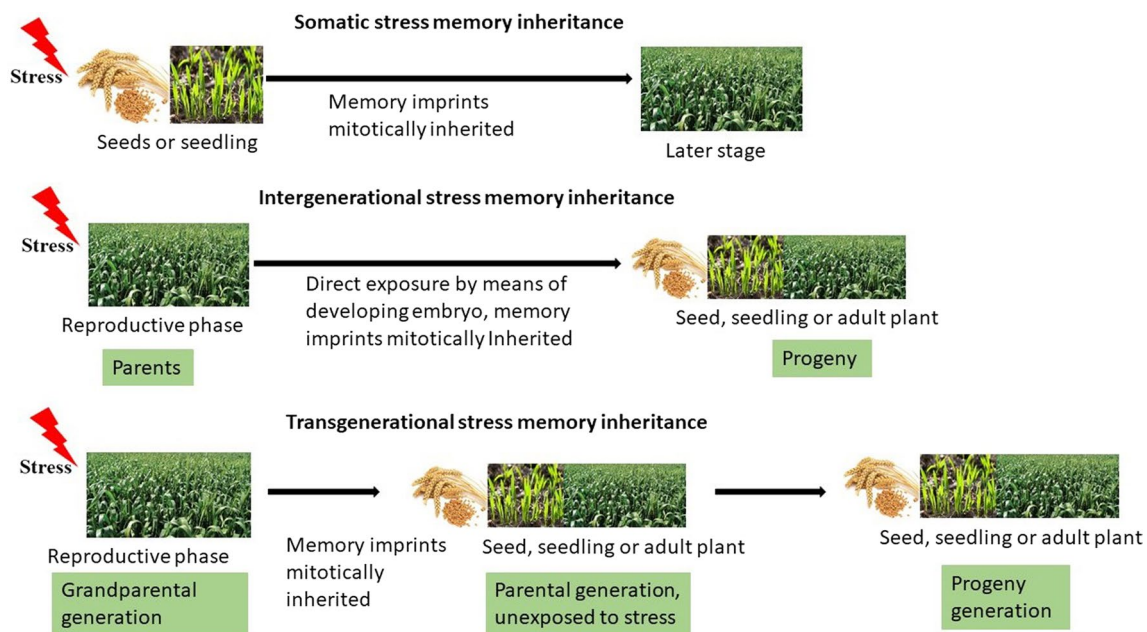 Somatic stress memory inheritance
Stress
Memory imprints
mitotically inherited
Seeds or seedling
Later stage
Intergenerational stress memory inheritance
Stress
Direct exposure by means of
developing embryo, memory
imprints mitotically Inherited
Reproductive phase
Seed, seedling or adult plant
Parents
Progeny
Transgenerational stress memory inheritance
Stress
Reproductive phase
Memory imprints
mitotically
inherited
Seed, seedling or adult plant
Seed, seedling or adult plant
Grandparental
generation
Parental generation,
unexposed to stress
Progeny
generation